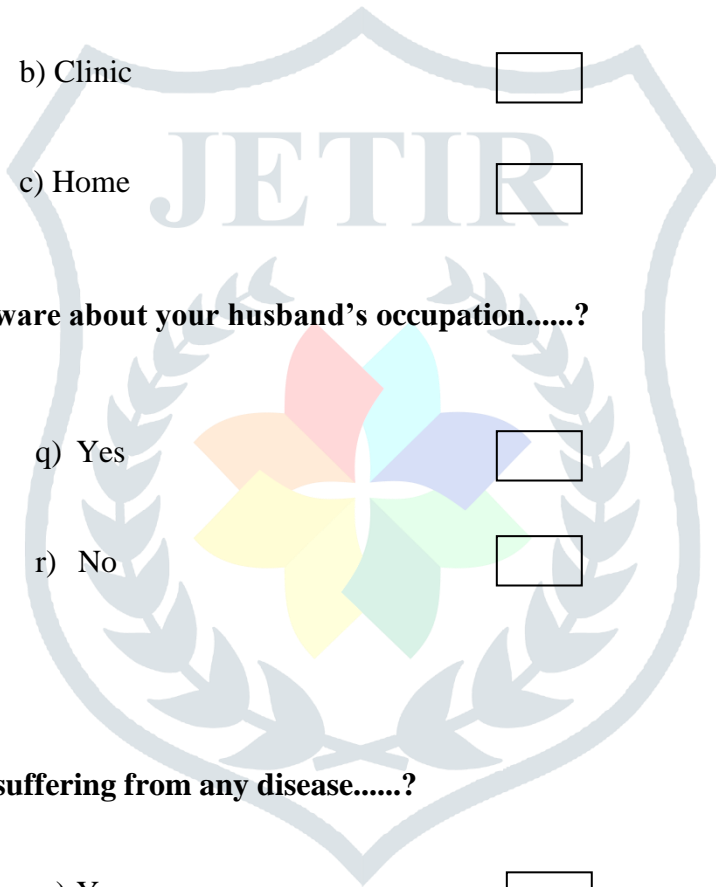 b) Clinic
JETIR
c) Home
ware about your husband’s occupation......?
q) Yes
r) No
suffering from any disease......?